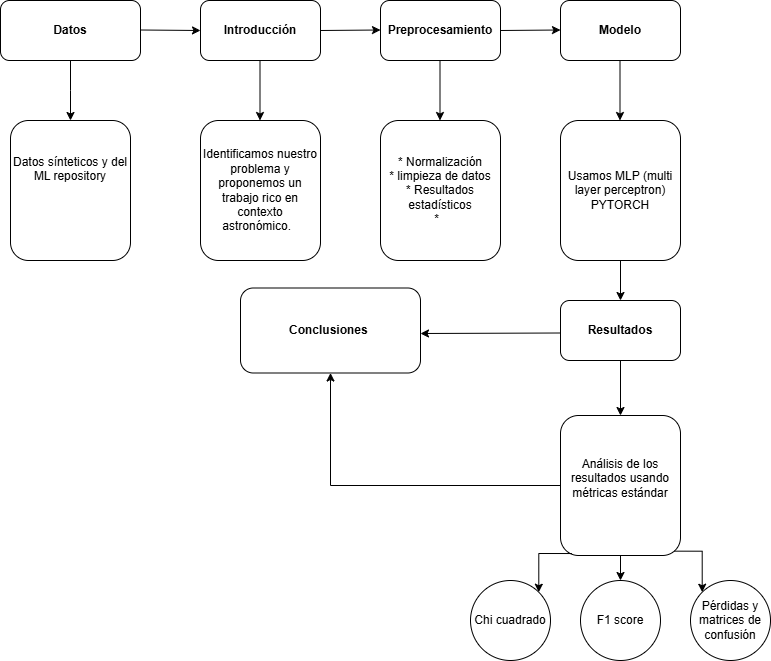 Datos
Introducción
Preprocesamiento
Modelo
Datos sínteticos y del
ML repository
Identificamos nuestro
problema y
proponemos un
trabajo rico en
contexto
astronómico.
* Normalización
* limpieza de datos
* Resultados
estadísticos
*
Usamos MLP (multi
layer perceptron)
PYTORCH
Conclusiones
Resultados
Análisis de los
resultados usando
métricas estándar
Chi cuadrado
F1 score
Pérdidas y
matrices de
confusión